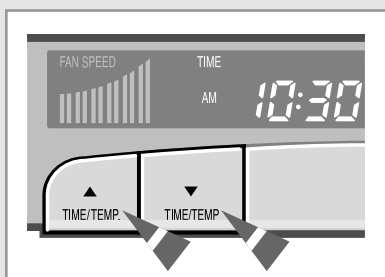 FAN SPEED
TIME
AM
10:30
▲
▼
TIME/TEMP.
TIME/TEMP